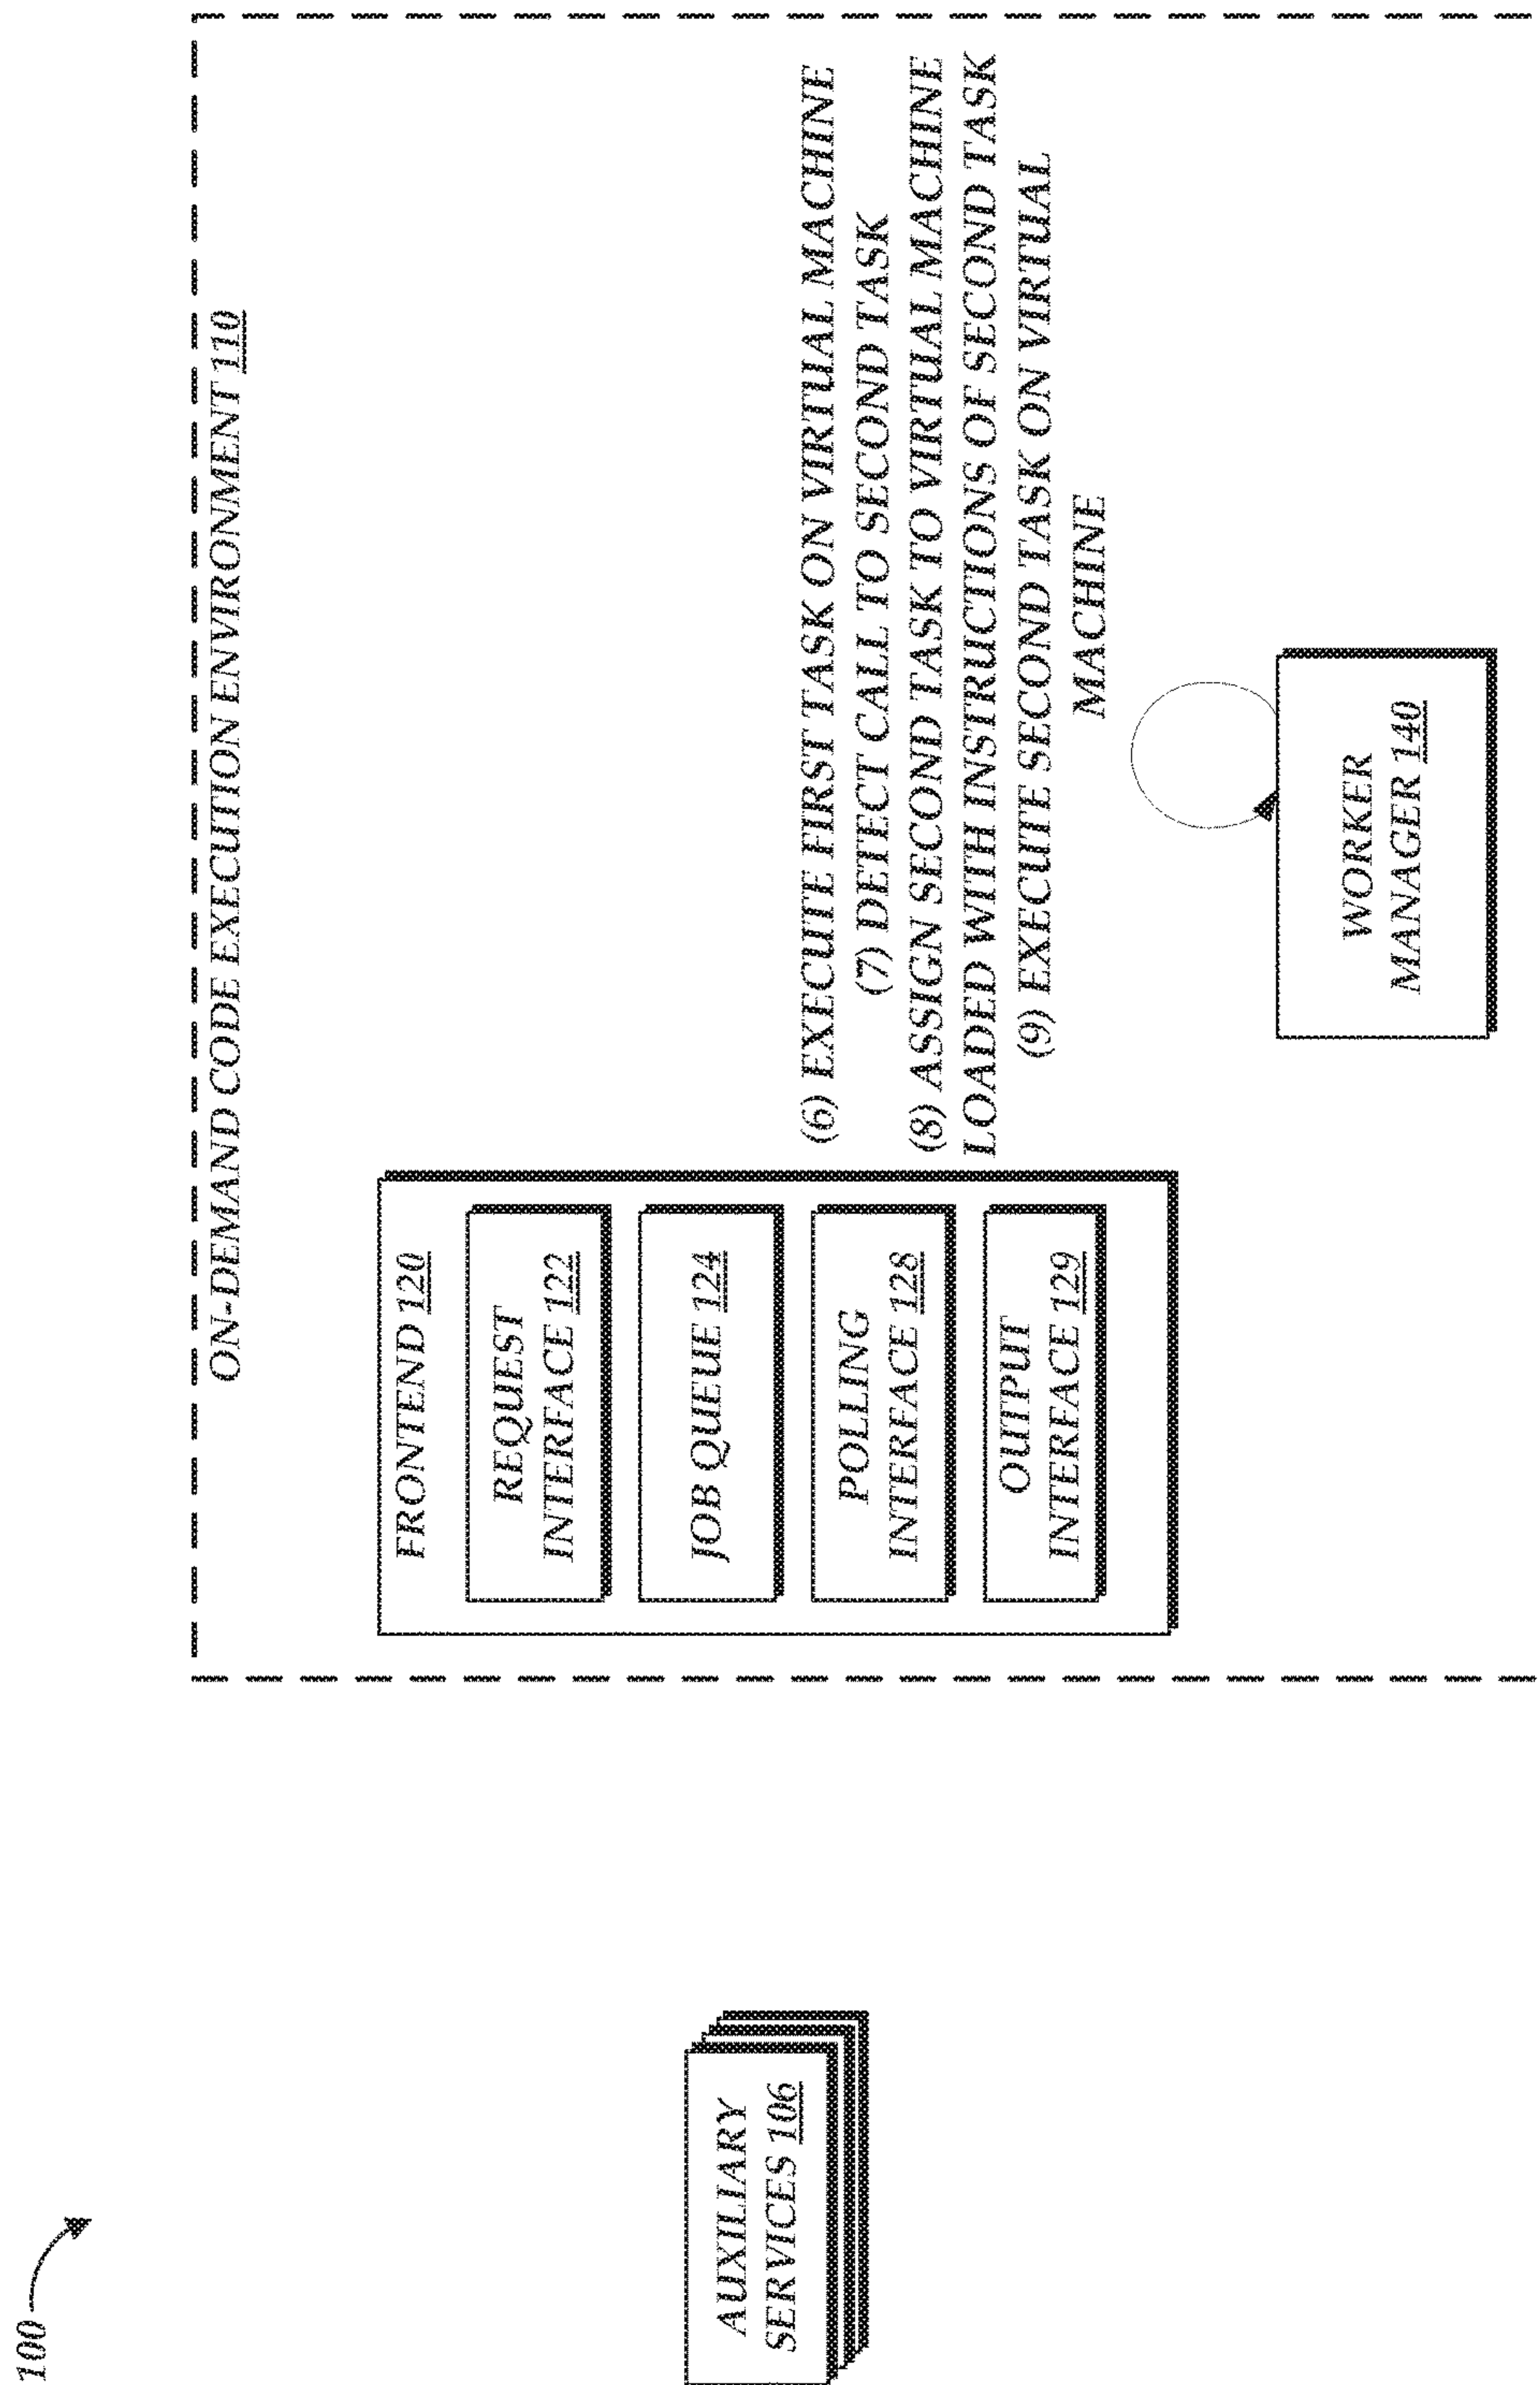 100
ON-DEMAND CODE EXECUTION ENVIRONMENT 110
AUXILIARY
SERVICES 106
FRONTEND 120
REQUEST
INTERFACE 122
JOB QUEUE 124
POLLING
INTERFACE 128
OUTPUT
INTERFACE 129
(6) EXECUTE FIRST TASK ON VIRTUAL MACHINE
(7) DETECT CALL TO SECOND TASK
(8) ASSIGN SECOND TASK TO VIRTUAL MACHINE
LOADED WITH INSTRUCTIONS OF SECOND TASK
(9) EXECUTE SECOND TASK ON VIRTUAL
MACHINE
WORKER
MANAGER 140